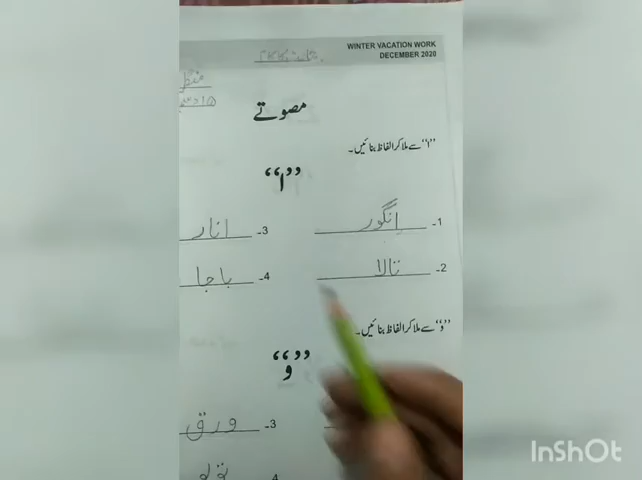 WINTER VACATION WORK
DECEMBER 2020
مصوتے
"ا" سے ملا کر الفاظ بنائیں۔
"ا"
1- انگور
3- انار
2- تالا
4- باجا
"و" سے ملا کر الفاظ بنائیں۔
"و"
3- ورق
4-
InShOt